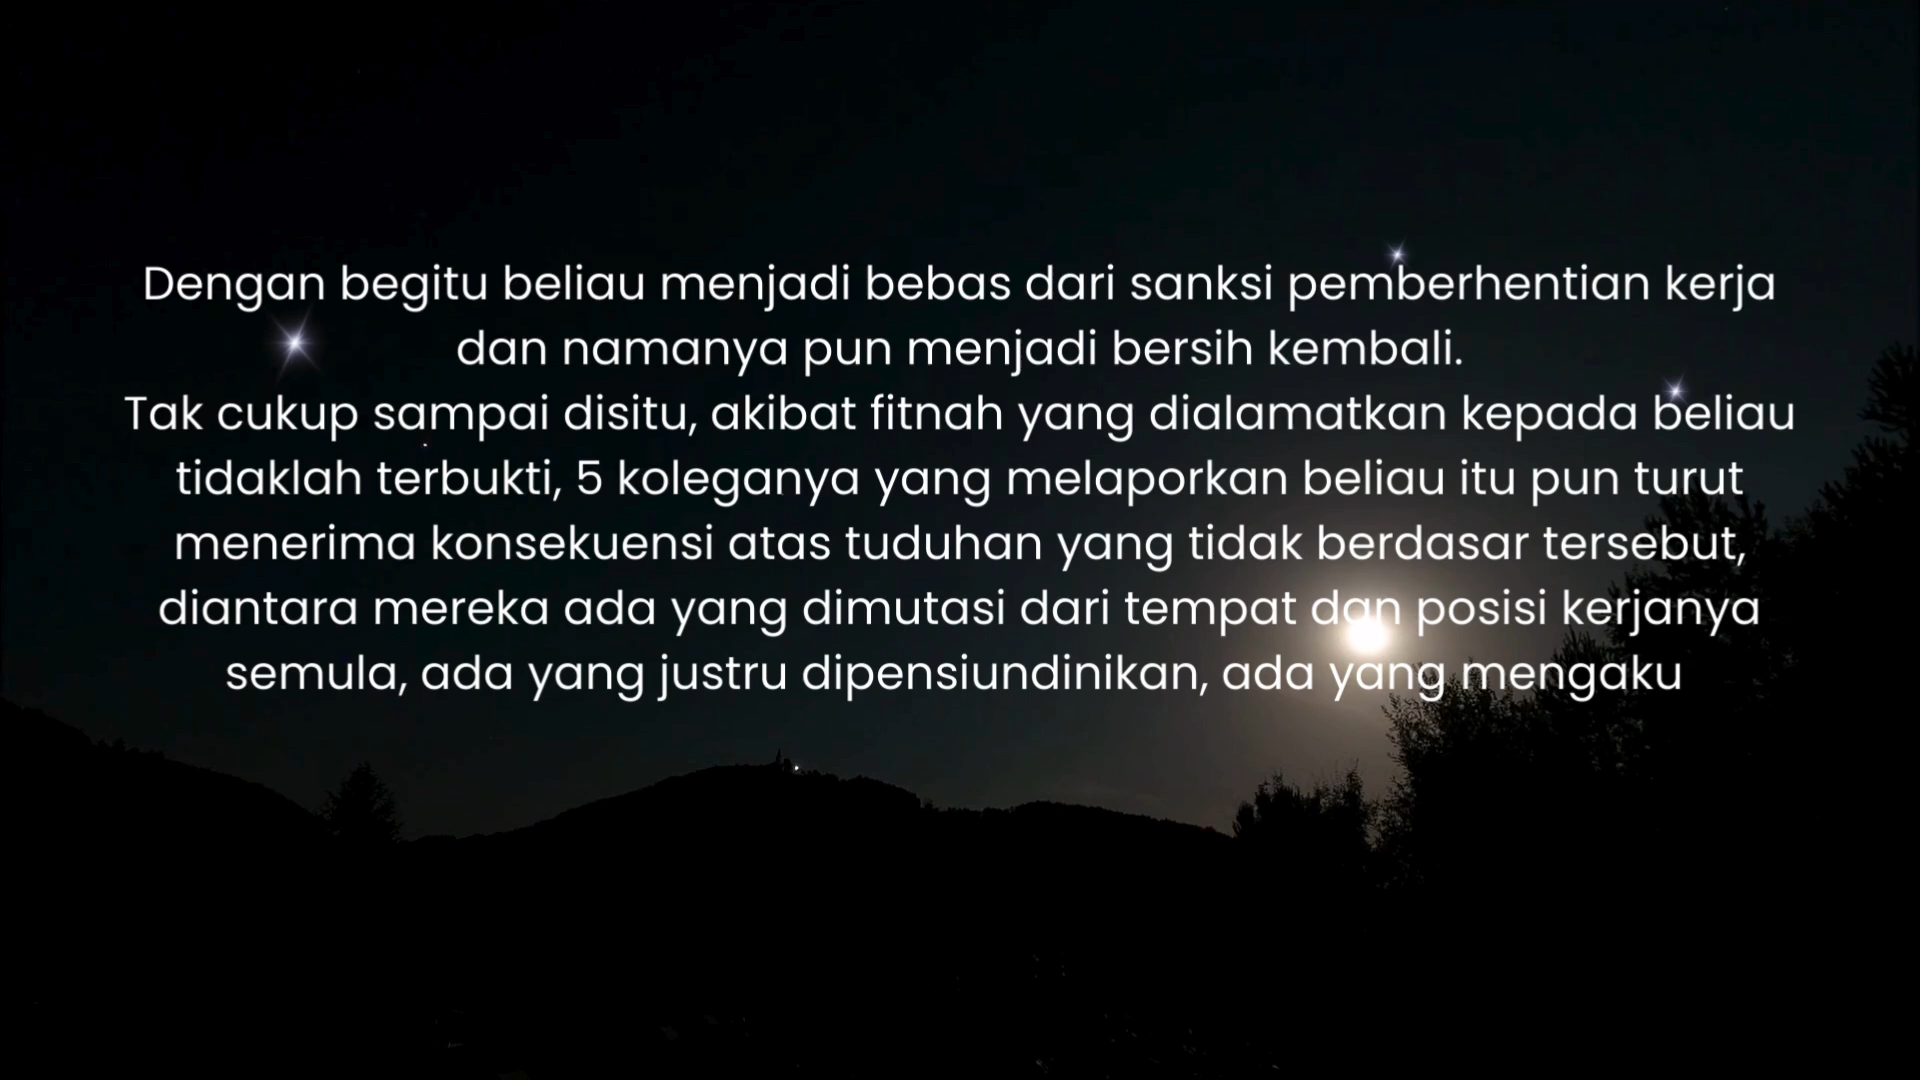 Dengan begitu beliau menjadi bebas dari sanksi pemberhentian kerja
dan namanya pun menjadi bersih kembali.
Tak cukup sampai disitu, akibat fitnah yang dialamatkan kepada beliau
tidaklah terbukti, 5 koleganya yang melaporkan beliau itu pun turut
menerima konsekuensi atas tuduhan yang tidak berdasar tersebut,
diantara mereka ada yang dimutasi dari tempat dan posisi kerjanya
semula, ada yang justru dipensiundinikan, ada yang mengaku